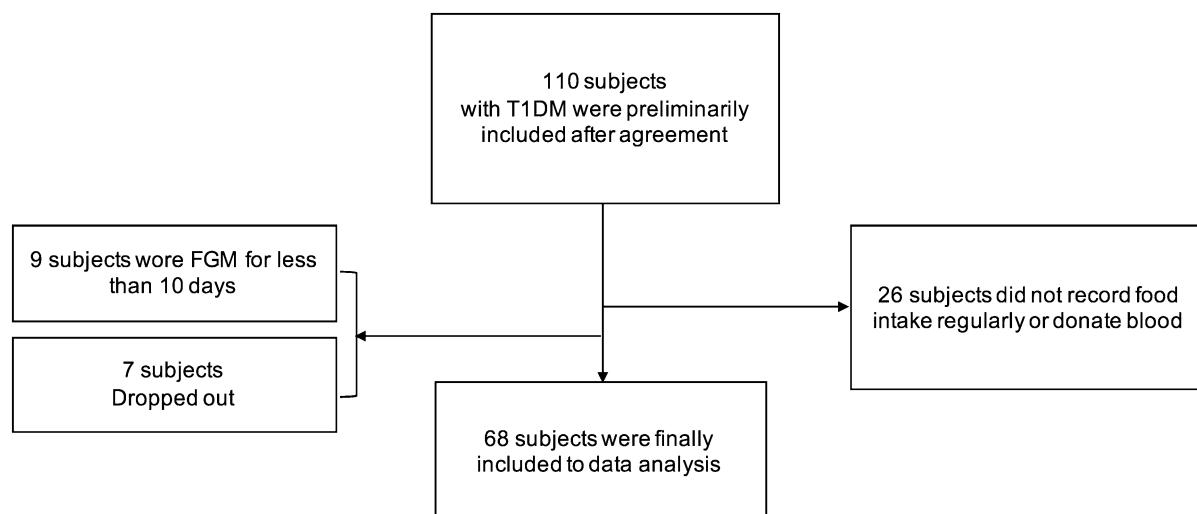 110 subjects
with T1DM were preliminarily
included after agreement
9 subjects wore FGM for less
than 10 days
7 subjects
Dropped out
26 subjects did not record food
intake regularly or donate blood
68 subjects were finally
included to data analysis